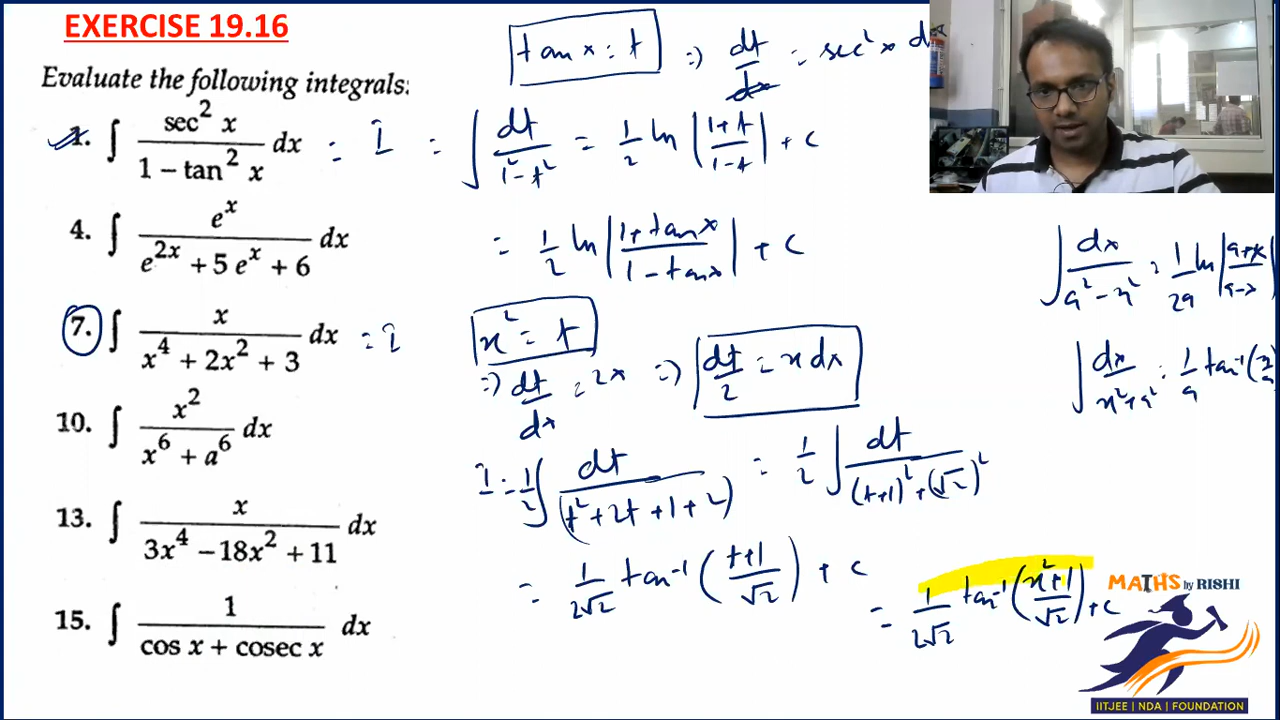 EXERCISE 19.16
Evaluate the following integrals:
1. ∫ sec² x / (1 – tan² x) dx = I
4. ∫ eˣ / (e²ˣ + 5 eˣ + 6) dx
7. ∫ x / (x⁴ + 2x² + 3) dx = I
10. ∫ x² / (x⁶ + a⁶) dx
13. ∫ x / (3x⁴ – 18x² + 11) dx
15. ∫ 1 / (cos x + cosec x) dx
tan x = t ⇒ dt/dx = sec² x
= ∫ dt / (1² – t²) = 1/2 ln |(1+t)/(1–t)| + c
= 1/2 ln |(1+tanx)/(1–tanx)| + c
x² = t
⇒ dt/dx = 2x ⇒ dt/2 = x dx
I = 1/2 ∫ dt / (t² + 2t + 1 + 2) = 1/2 ∫ dt / ((t+1)² + (√2)²)
= 1/(2√2) tan⁻¹ ((t+1)/√2) + c
= 1/(2√2) tan⁻¹ ((x²+1)/√2) + c
∫ dx / (a² – x²) = 1/2a ln |(a+x)/(a–x)|
∫ dx / (x² + a²) = 1/a tan⁻¹ (x/a
MATHS by RISHI
IITJEE | NDA | FOUNDATION